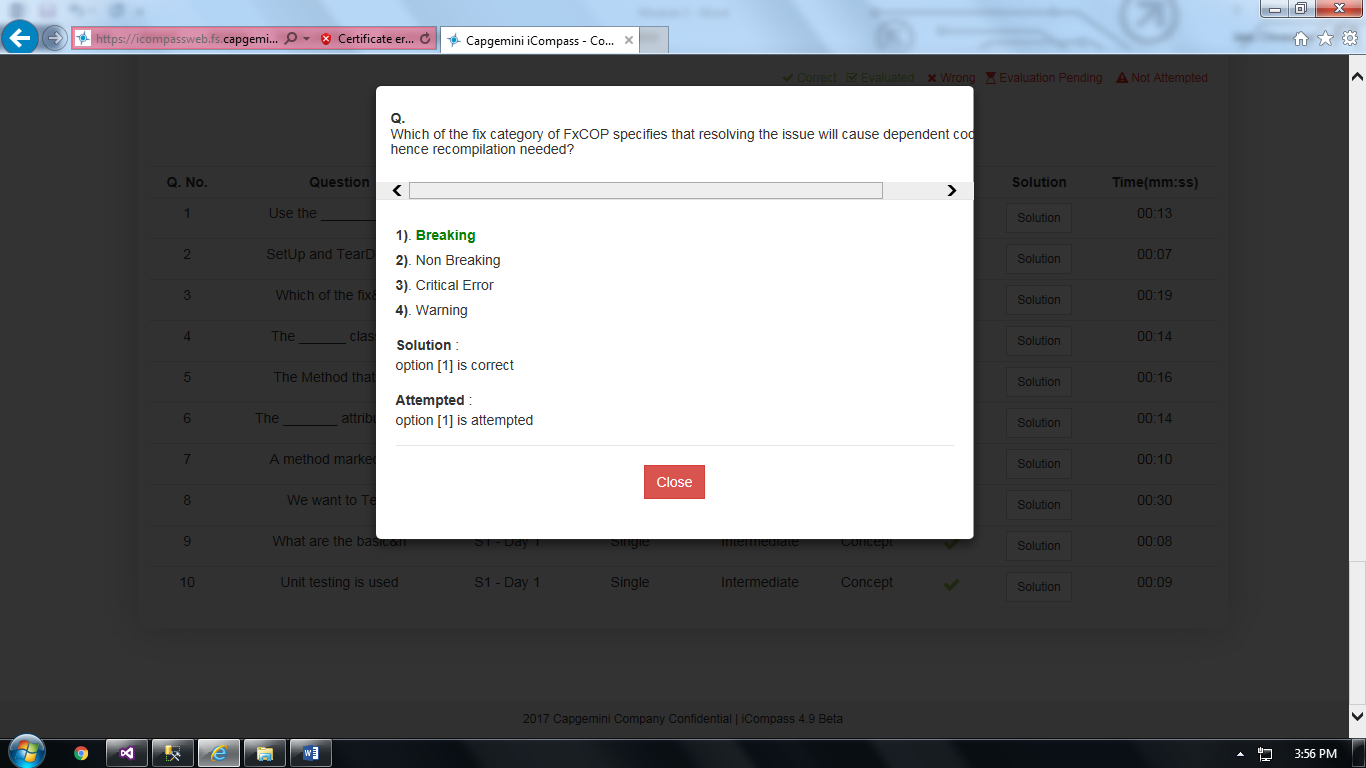 https://icompassweb.fs.capgemi...
Certificate er...
Capgemini iCompass - Co...
Correct Evaluated Wrong Evaluation Pending Not Attempted
Q.
Which of the fix category of FxCOP specifies that resolving the issue will cause dependent cod
hence recompilation needed?
Q. No. Question Solution Time(mm:ss)
1 Use the ________ Solution 00:13
2 SetUp and TearD Solution 00:07
3 Which of the fix& Solution 00:19
4 The ______ clas Solution 00:14
5 The Method that Solution 00:16
6 The _______ attribu Solution 00:14
7 A method marke Solution 00:10
8 We want to Te Solution 00:30
9 What are the basic&n S1 - Day 1 Single Intermediate Concept Solution 00:08
10 Unit testing is used S1 - Day 1 Single Intermediate Concept Solution 00:09
1). Breaking
2). Non Breaking
3). Critical Error
4). Warning
Solution :
option [1] is correct
Attempted :
option [1] is attempted
Close
2017 Capgemini Company Confidential | iCompass 4.9 Beta
3:56 PM